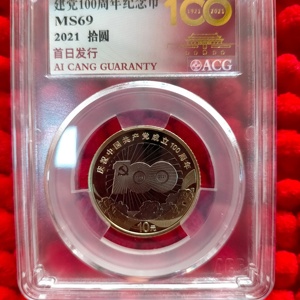 建党100周年纪念币
MS69
2021 拾圆
首日发行
AI CANG GUARANTY
100
1921 2021
ACG
庆祝中国共产党成立100周年
10元